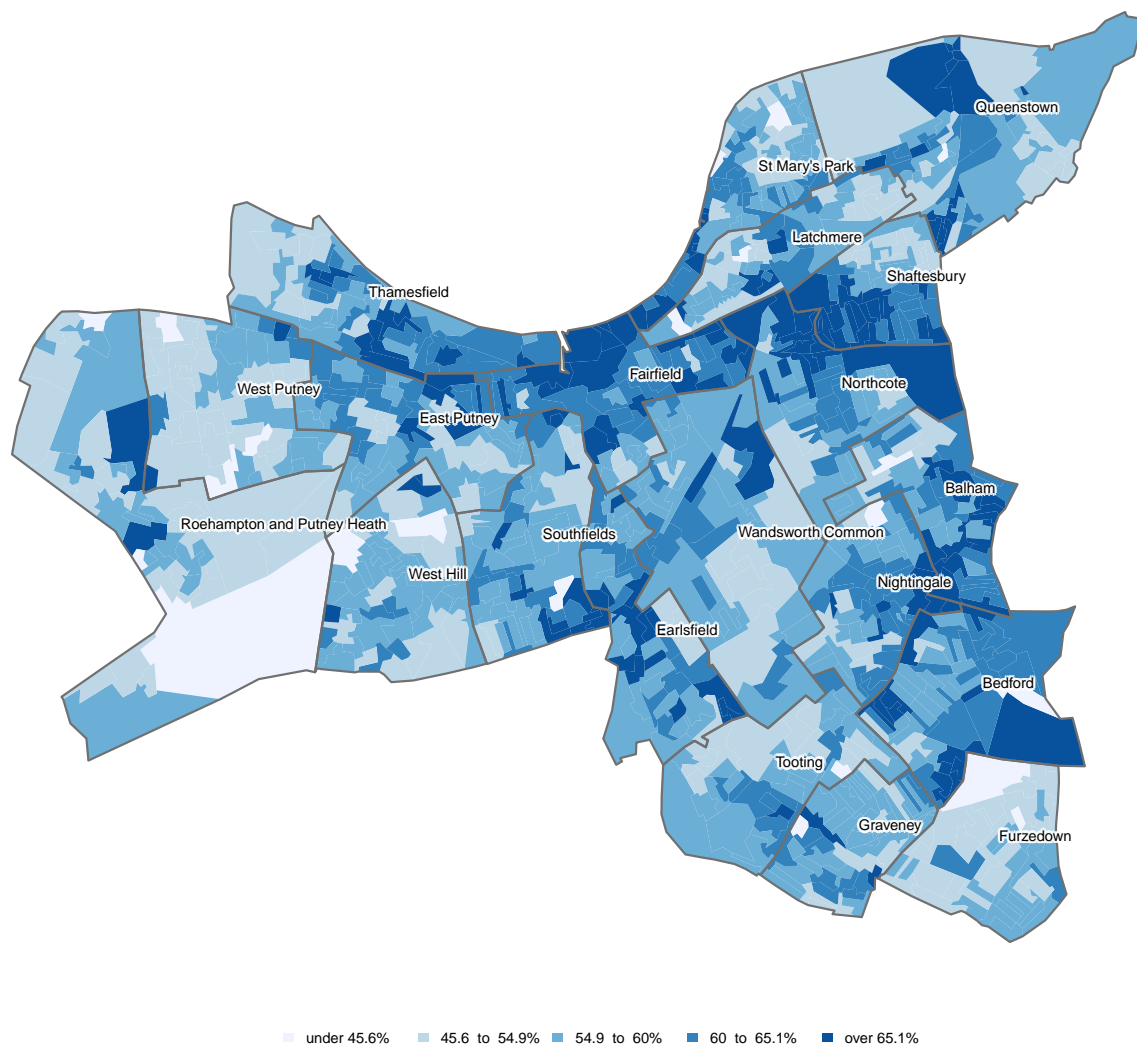 Queenstown
St Mary's Park
Latchmere
Shaftesbury
Thamesfield
Fairfield
Northcote
West Putney
East Putney
Balham
Roehampton and Putney Heath
Southfields
Wandsworth Common
West Hill
Nightingale
Earlsfield
Bedford
Tooting
Graveney
Furzedown
under 45.6% 45.6 to 54.9% 54.9 to 60% 60 to 65.1% over 65.1%